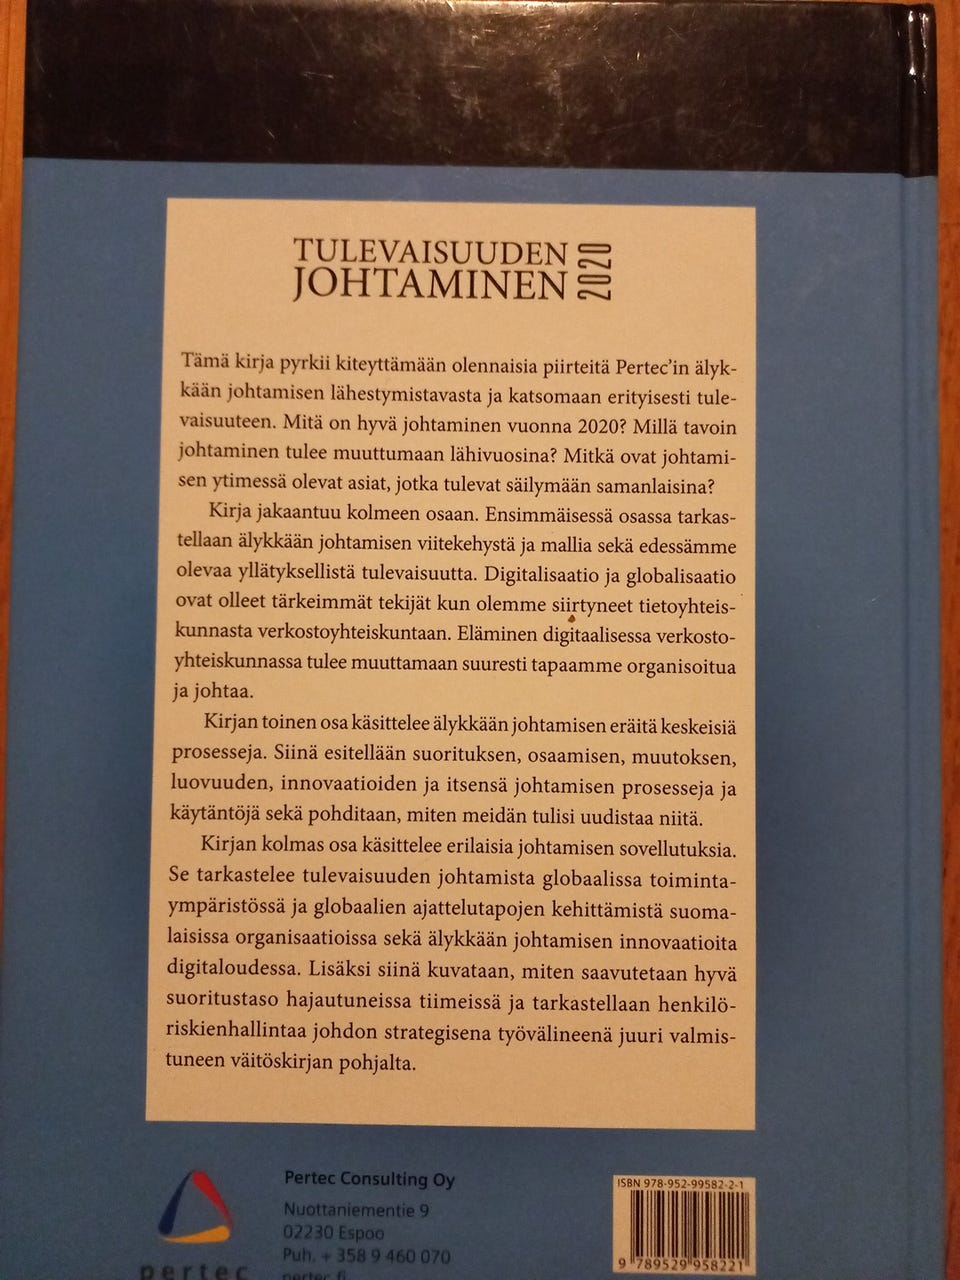 TULEVAISUUDEN
JOHTAMINEN 2020
Tämä kirja pyrkii kiteyttämään olennaisia piirteitä Pertec'in älyk-
kään johtamisen lähestymistavasta ja katsomaan erityisesti tule-
vaisuuteen. Mitä on hyvä johtaminen vuonna 2020? Millä tavoin
johtaminen tulee muuttumaan lähivuosina? Mitkä ovat johtami-
sen ytimessä olevat asiat, jotka tulevat säilymään samanlaisina?
Kirja jakaantuu kolmeen osaan. Ensimmäisessä osassa tarkas-
tellaan älykkään johtamisen viitekehystä ja mallia sekä edessämme
olevaa yllätyksellistä tulevaisuutta. Digitalisaatio ja globalisaatio
ovat olleet tärkeimmät tekijät kun olemme siirtyneet tietoyhteis-
kunnasta verkostoyhteiskuntaan. Eläminen digitaalisessa verkosto-
yhteiskunnassa tulee muuttamaan suuresti tapaamme organisoitua
ja johtaa.
Kirjan toinen osa käsittelee älykkään johtamisen eräitä keskeisiä
prosesseja. Siinä esitellään suorituksen, osaamisen, muutoksen,
luovuuden, innovaatioiden ja itsensä johtamisen prosesseja ja
käytäntöjä sekä pohditaan, miten meidän tulisi uudistaa niitä.
Kirjan kolmas osa käsittelee erilaisia johtamisen sovellutuksia.
Se tarkastelee tulevaisuuden johtamista globaalissa toiminta-
ympäristössä ja globaalien ajattelutapojen kehittämistä suoma-
laisissa organisaatioissa sekä älykkään johtamisen innovaatioita
digitaloudessa. Lisäksi siinä kuvataan, miten saavutetaan hyvä
suoritustaso hajautuneissa tiimeissä ja tarkastellaan henkilö-
riskienhallintaa johdon strategisena työvälineenä juuri valmis-
tuneen väitöskirjan pohjalta.
pertec
Pertec Consulting Oy
Nuottaniementie 9
02230 Espoo
Puh. + 358 9 460 070
pertec.fi
ISBN 978-952-99582-2-1
9 789529 958221